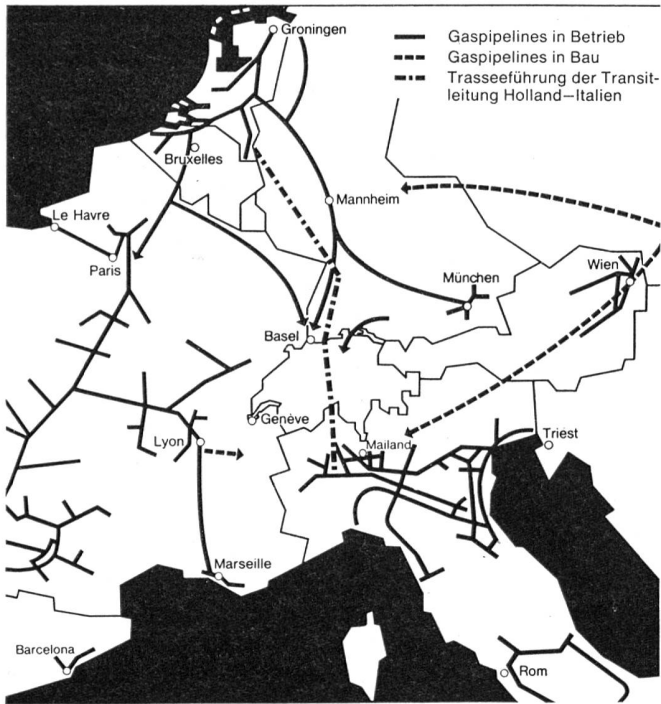 Groningen
Gaspipelines in Betrieb
Gaspipelines in Bau
Trasseeführung der Transit-
leitung Holland—Italien
Bruxelles
Mannheim
Le Havre
Paris
München
Wien
Basel
Genève
Lyon
Mailand
Triest
Marseille
Barcelona
Rom